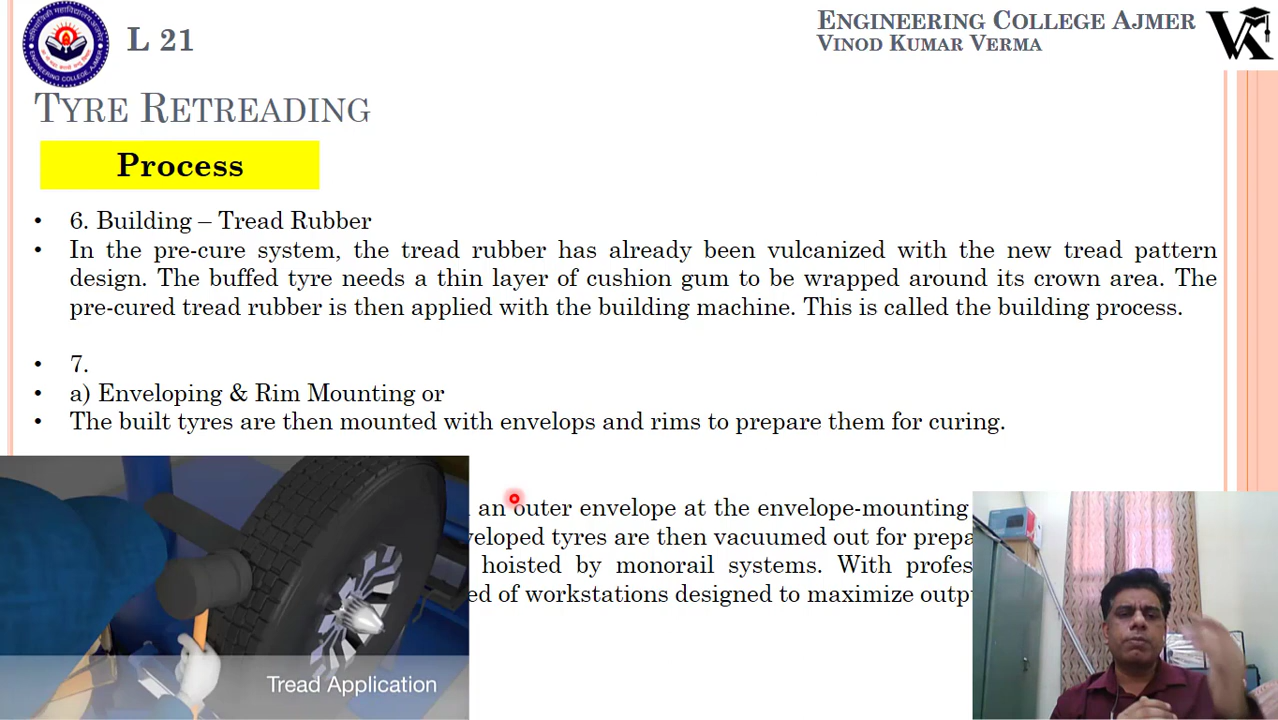 L 21
ENGINEERING COLLEGE AJMER
VINOD KUMAR VERMA
TYRE RETREADING
Process
• 6. Building – Tread Rubber
• In the pre-cure system, the tread rubber has already been vulcanized with the new tread pattern
design. The buffed tyre needs a thin layer of cushion gum to be wrapped around its crown area. The
pre-cured tread rubber is then applied with the building machine. This is called the building process.
• 7.
• a) Enveloping & Rim Mounting or
• The built tyres are then mounted with envelops and rims to prepare them for curing.
an outer envelope at the envelope-mounting
tyres are then vacuumed out for
hoisted by monorail systems. With
of workstations designed to maximize
Tread Application